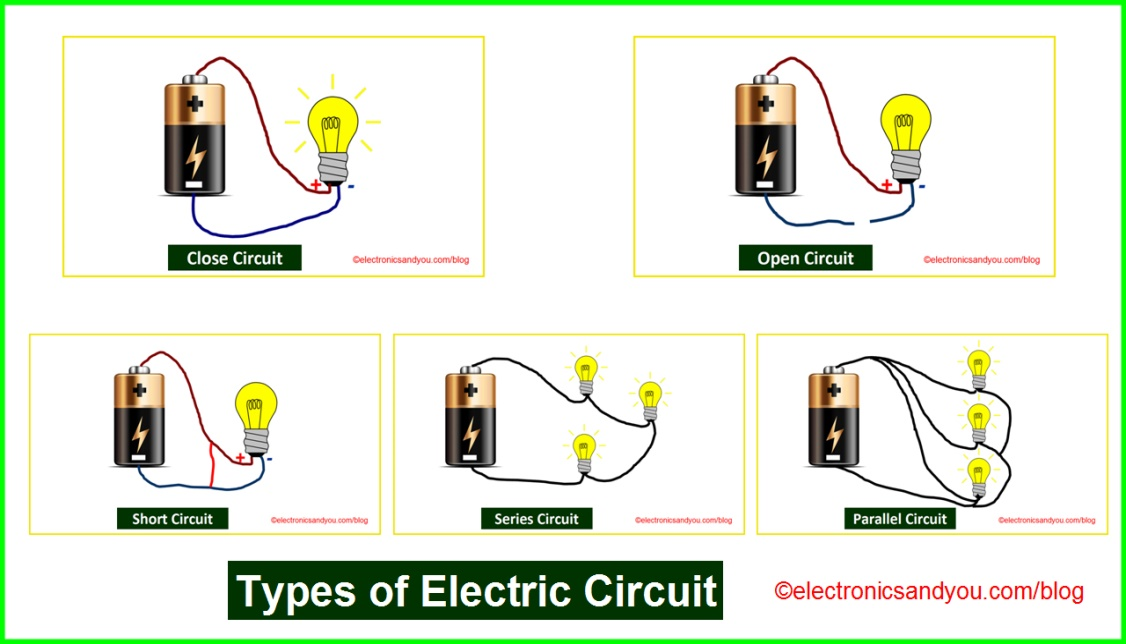 + -
Close Circuit
©electronicsandyou.com/blog
+ -
Open Circuit
©electronicsandyou.com/blog
+ -
Short Circuit
©electronicsandyou.com/blog
Series Circuit
©electronicsandyou.com/blog
Parallel Circuit
©electronicsandyou.com/blog
Types of Electric Circuit
©electronicsandyou.com/blog